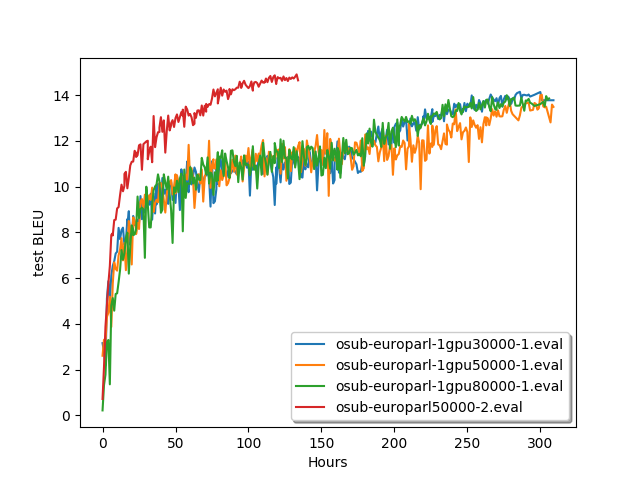 14
12
10
8
6
4
2
0
test BLEU
osub-europarl-1gpu30000-1.eval
osub-europarl-1gpu50000-1.eval
osub-europarl-1gpu80000-1.eval
osub-europarl50000-2.eval
0 50 100 150 200 250 300
Hours